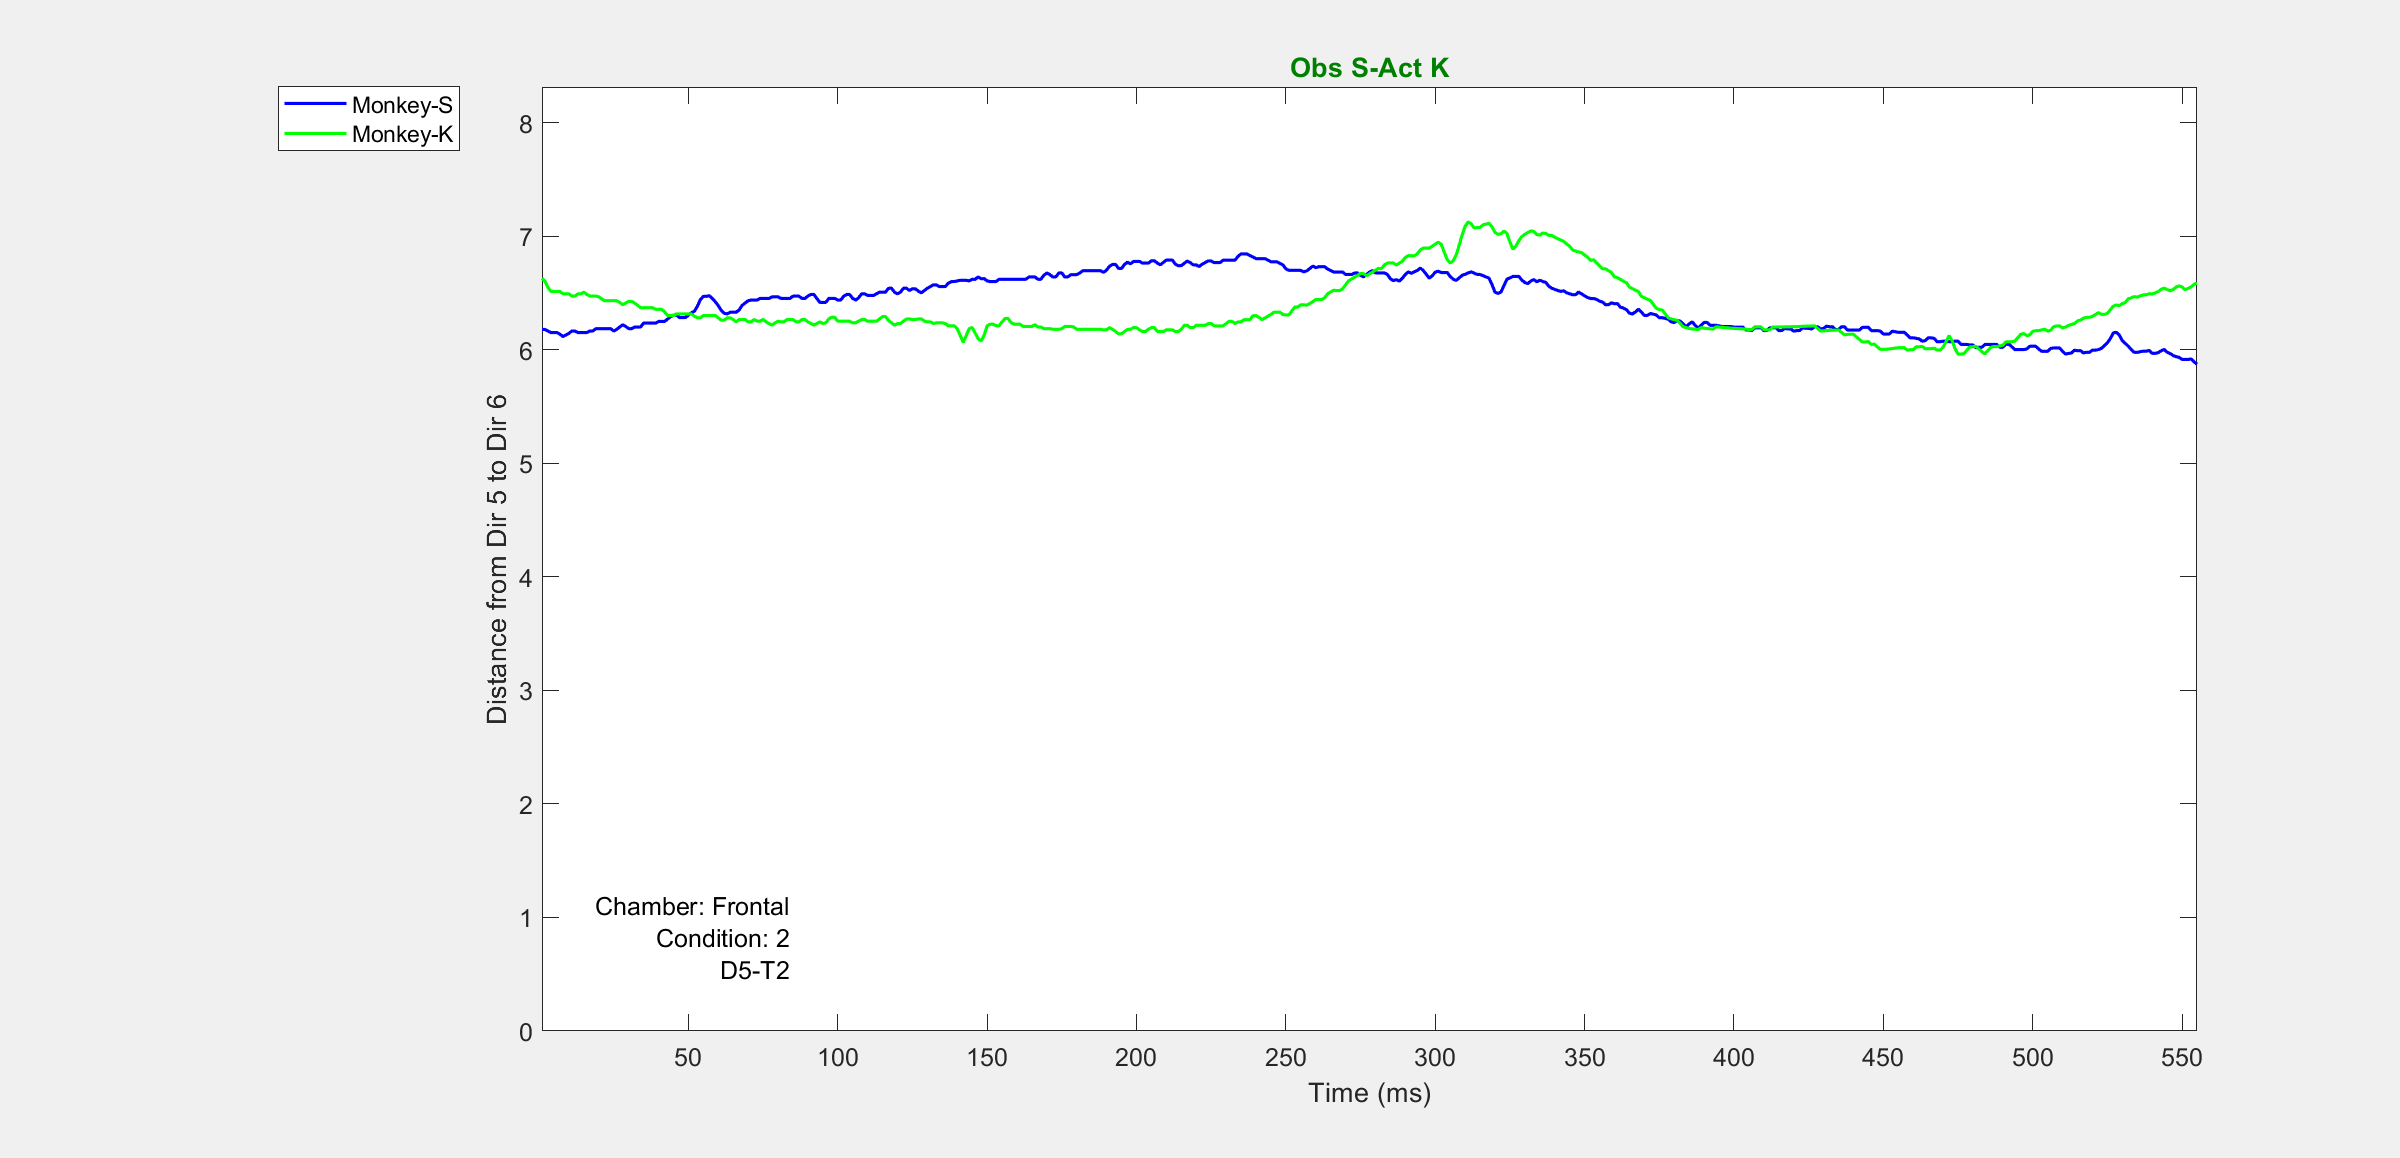 Obs S-Act K
Monkey-S
Monkey-K
8
7
6
5
4
3
2
1
0
Distance from Dir 5 to Dir 6
Chamber: Frontal
Condition: 2
D5-T2
50 100 150 200 250 300 350 400 450 500 550
Time (ms)